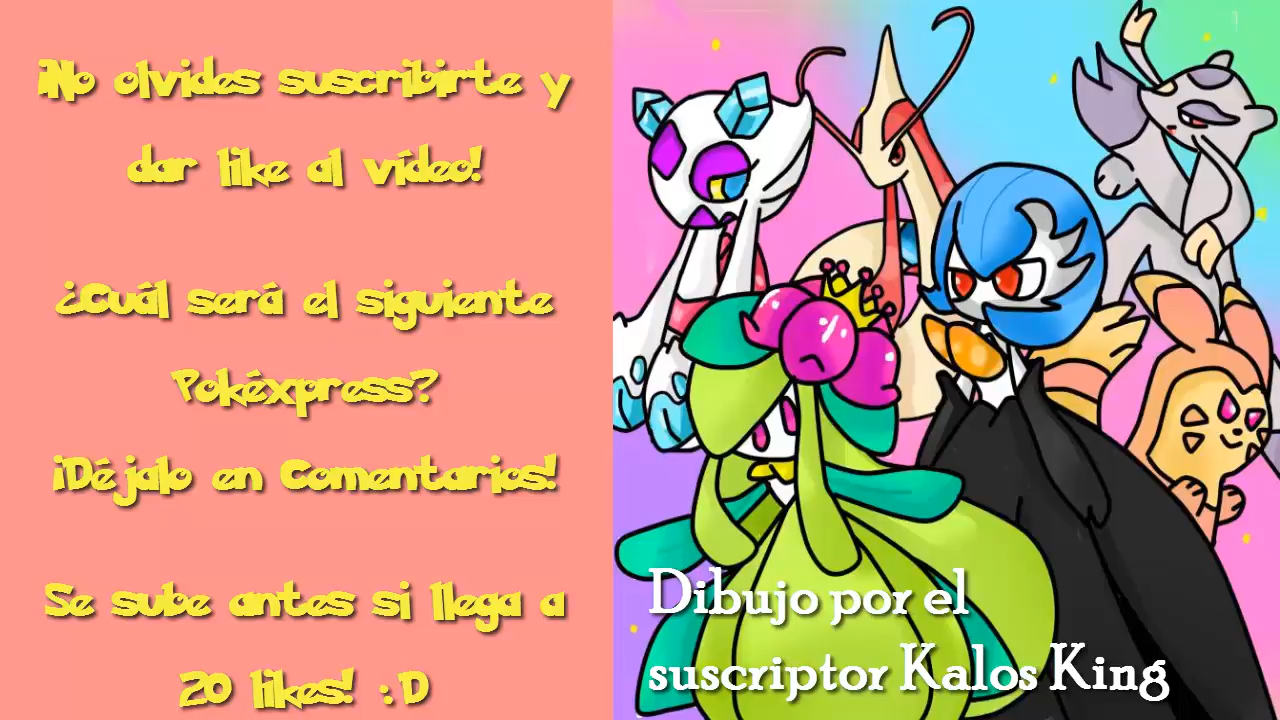 ¡No olvides suscribirte y
dar like al vídeo!
¿Cuál será el siguiente
Pokéxpress?
¡Déjalo en Comentarios!
Se sube antes si llega a
20 likes! :D
Dibujo por el
suscriptor Kalos King